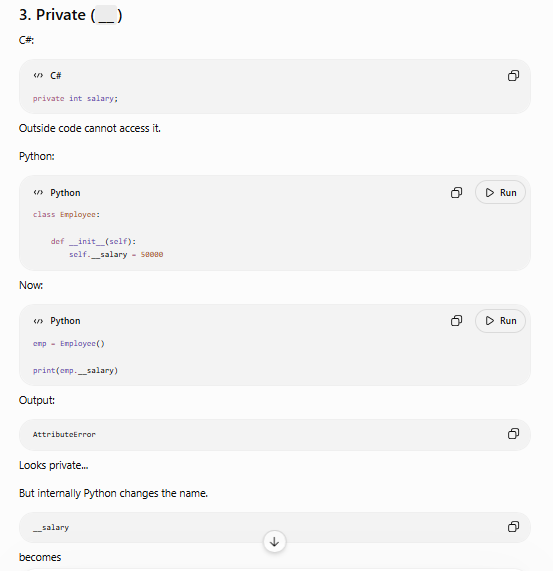 3. Private (__)
C#:
</> C#
private int salary;
Outside code cannot access it.
Python:
</> Python
Run
class Employee:
def __init__(self):
self.__salary = 50000
Now:
</> Python
Run
emp = Employee()
print(emp.__salary)
Output:
AttributeError
Looks private...
But internally Python changes the name.
__salary
becomes